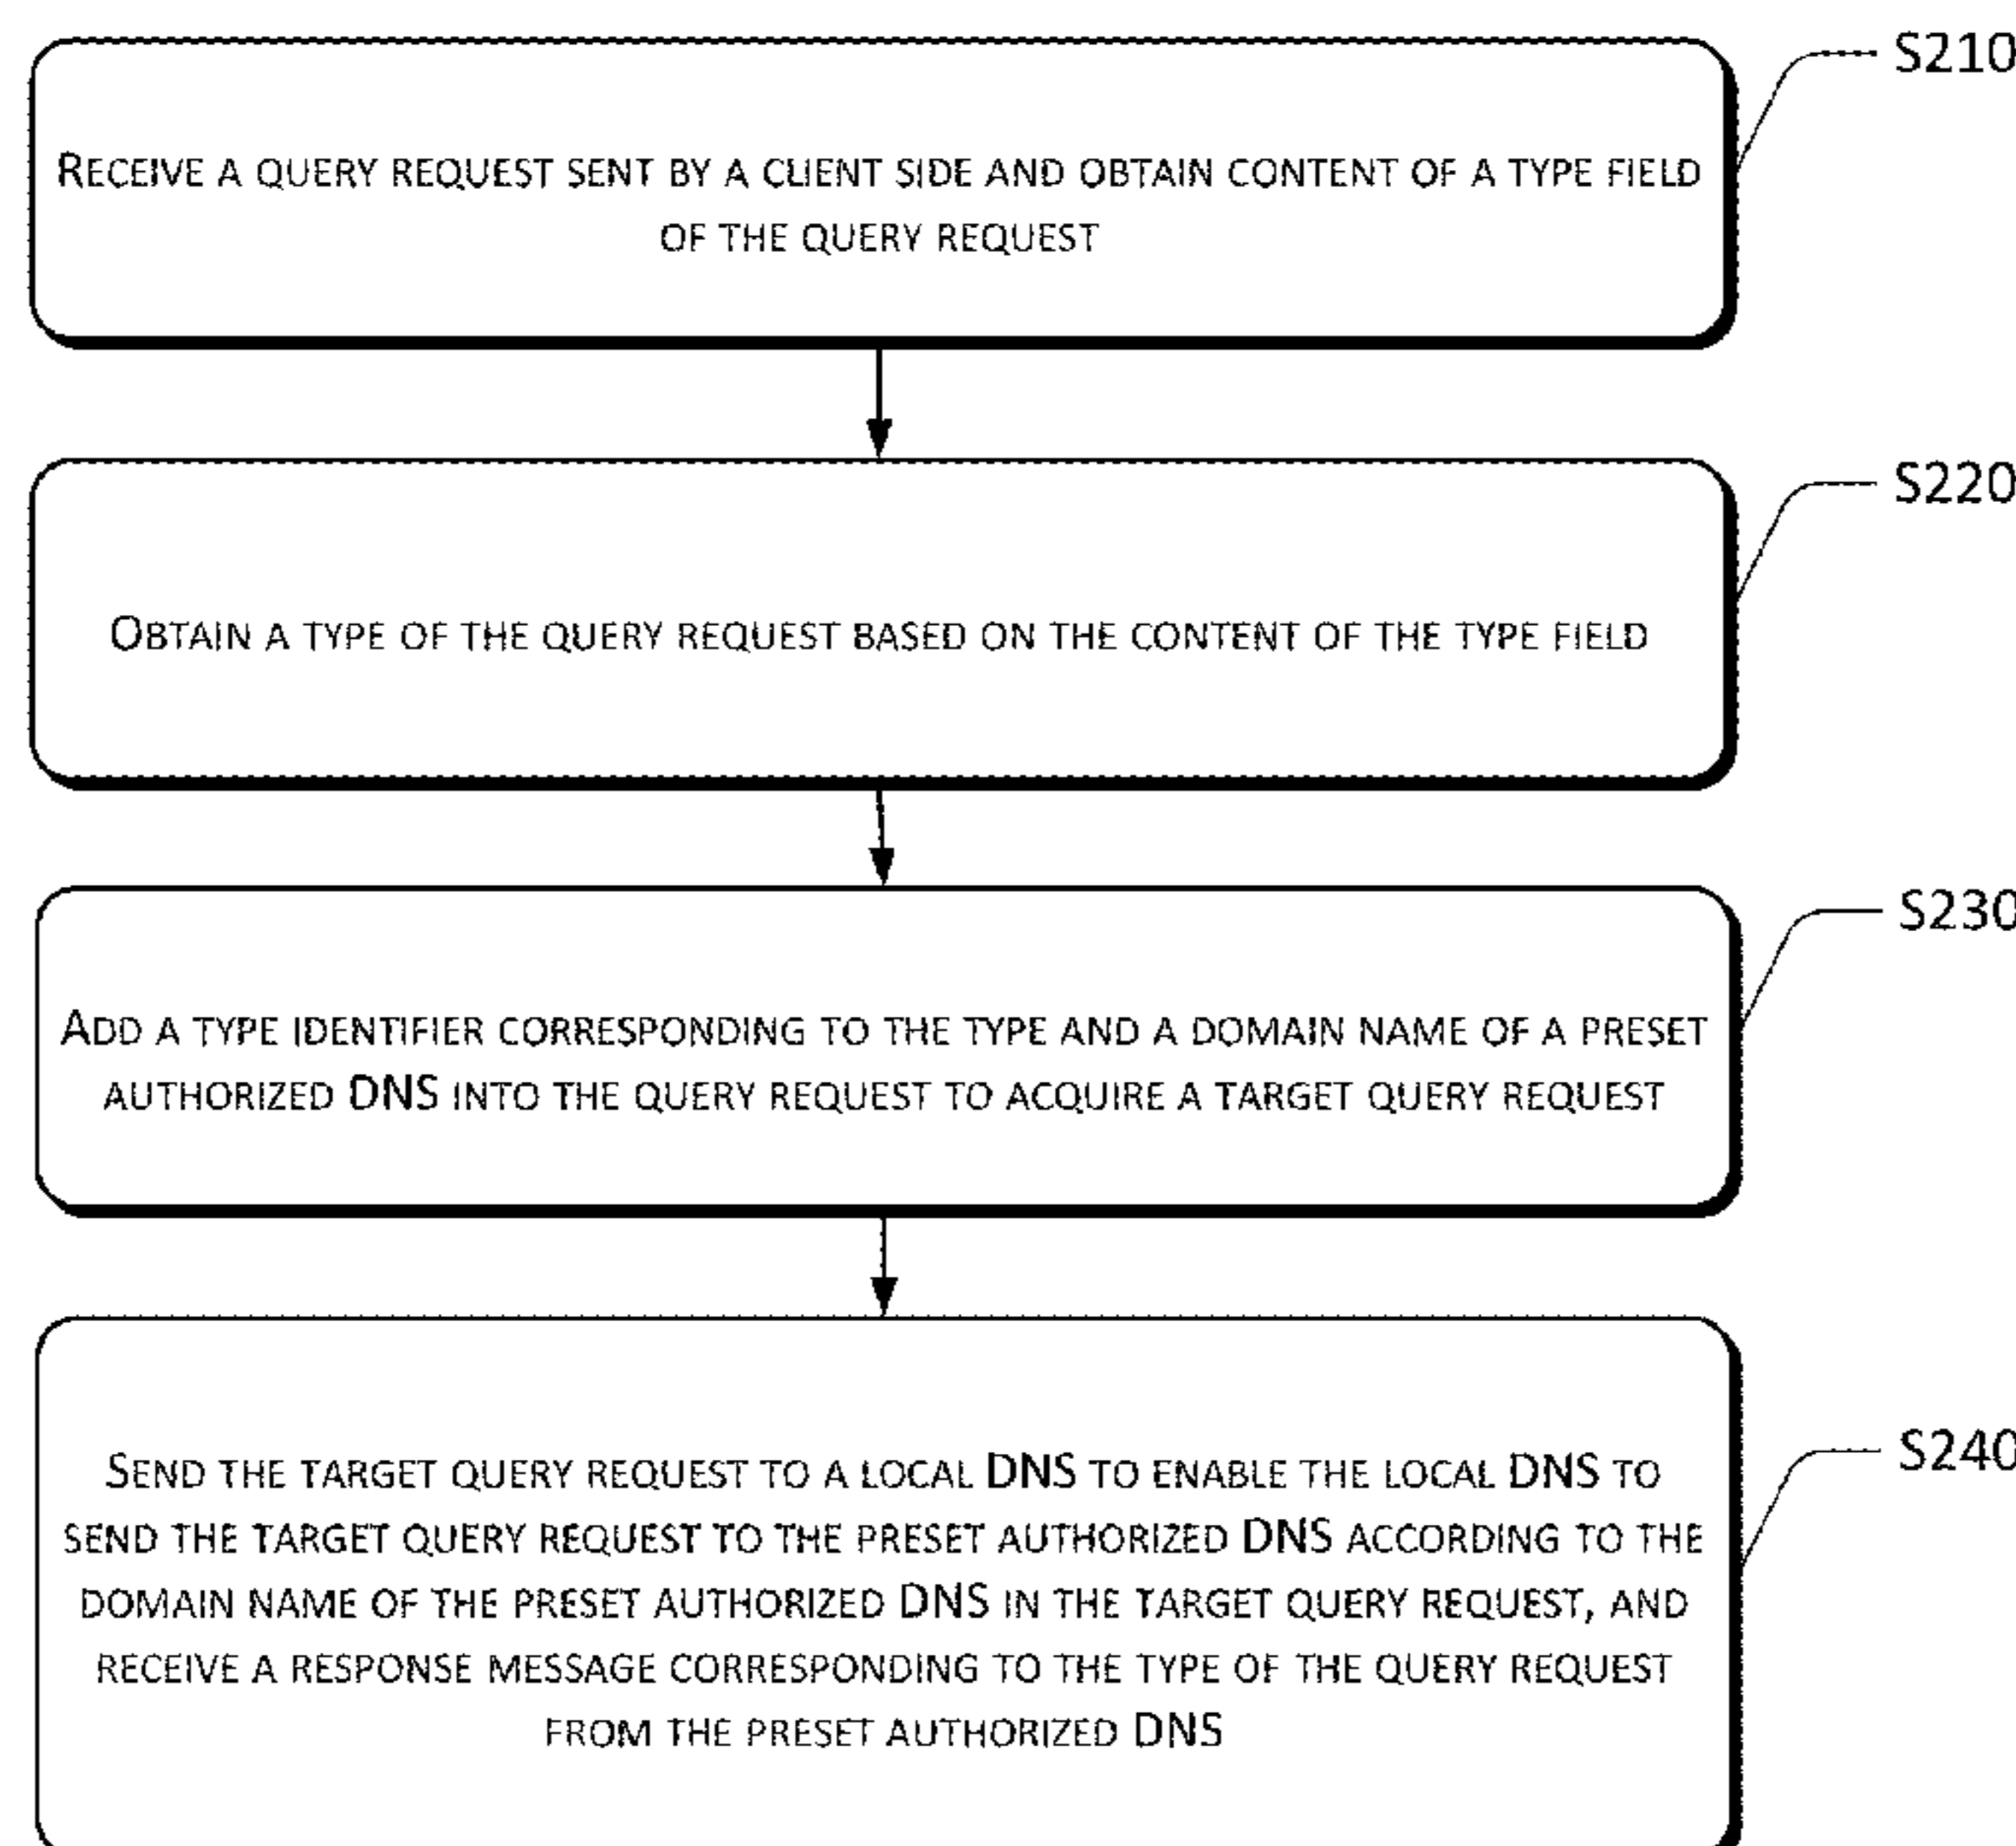 S210
RECEIVE A QUERY REQUEST SENT BY A CLIENT SIDE AND OBTAIN CONTENT OF A TYPE FIELD
OF THE QUERY REQUEST
S220
OBTAIN A TYPE OF THE QUERY REQUEST BASED ON THE CONTENT OF THE TYPE FIELD
S230
ADD A TYPE IDENTIFIER CORRESPONDING TO THE TYPE AND A DOMAIN NAME OF A PRESET
AUTHORIZED DNS INTO THE QUERY REQUEST TO ACQUIRE A TARGET QUERY REQUEST
S240
SEND THE TARGET QUERY REQUEST TO A LOCAL DNS TO ENABLE THE LOCAL DNS TO
SEND THE TARGET QUERY REQUEST TO THE PRESET AUTHORIZED DNS ACCORDING TO THE
DOMAIN NAME OF THE PRESET AUTHORIZED DNS IN THE TARGET QUERY REQUEST, AND
RECEIVE A RESPONSE MESSAGE CORRESPONDING TO THE TYPE OF THE QUERY REQUEST
FROM THE PRESET AUTHORIZED DNS